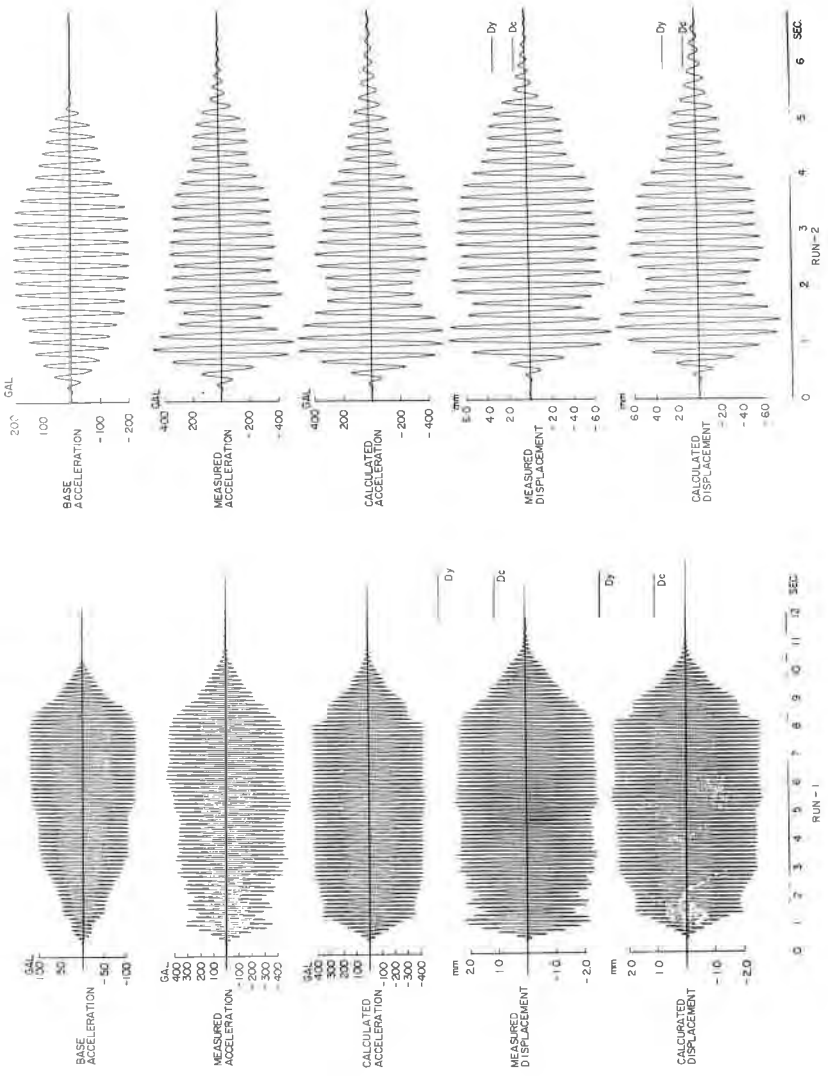 GAL
200
100
-100
-200
BASE
ACCELERATION
GAL
400
200
-200
-400
MEASURED
ACCELERATION
GAL
400
200
-200
-400
CALCULATED
ACCELERATION
mm
6.0
4.0
2.0
-2.0
-4.0
-6.0
MEASURED
DISPLACEMENT
Dy
Dc
mm
6.0
4.0
2.0
-2.0
-4.0
-6.0
CALCULATED
DISPLACEMENT
Dy
Dc
0 1 2 3 4 5 6 SEC.
RUN-2
GAL
100
50
-50
-100
BASE
ACCELERATION
GAL
400
300
200
100
-100
-200
-300
-400
MEASURED
ACCELERATION
GAL
400
300
200
100
-100
-200
-300
-400
CALCULATED
ACCELERATION
mm
2.0
1.0
-1.0
-2.0
MEASURED
DISPLACEMENT
Dy
Dc
mm
2.0
1.0
-1.0
-2.0
CALCURATED
DISPLACEMENT
Dy
Dc
0 1 2 3 4 5 6 7 8 9 10 11 12 SEC
RUN-1